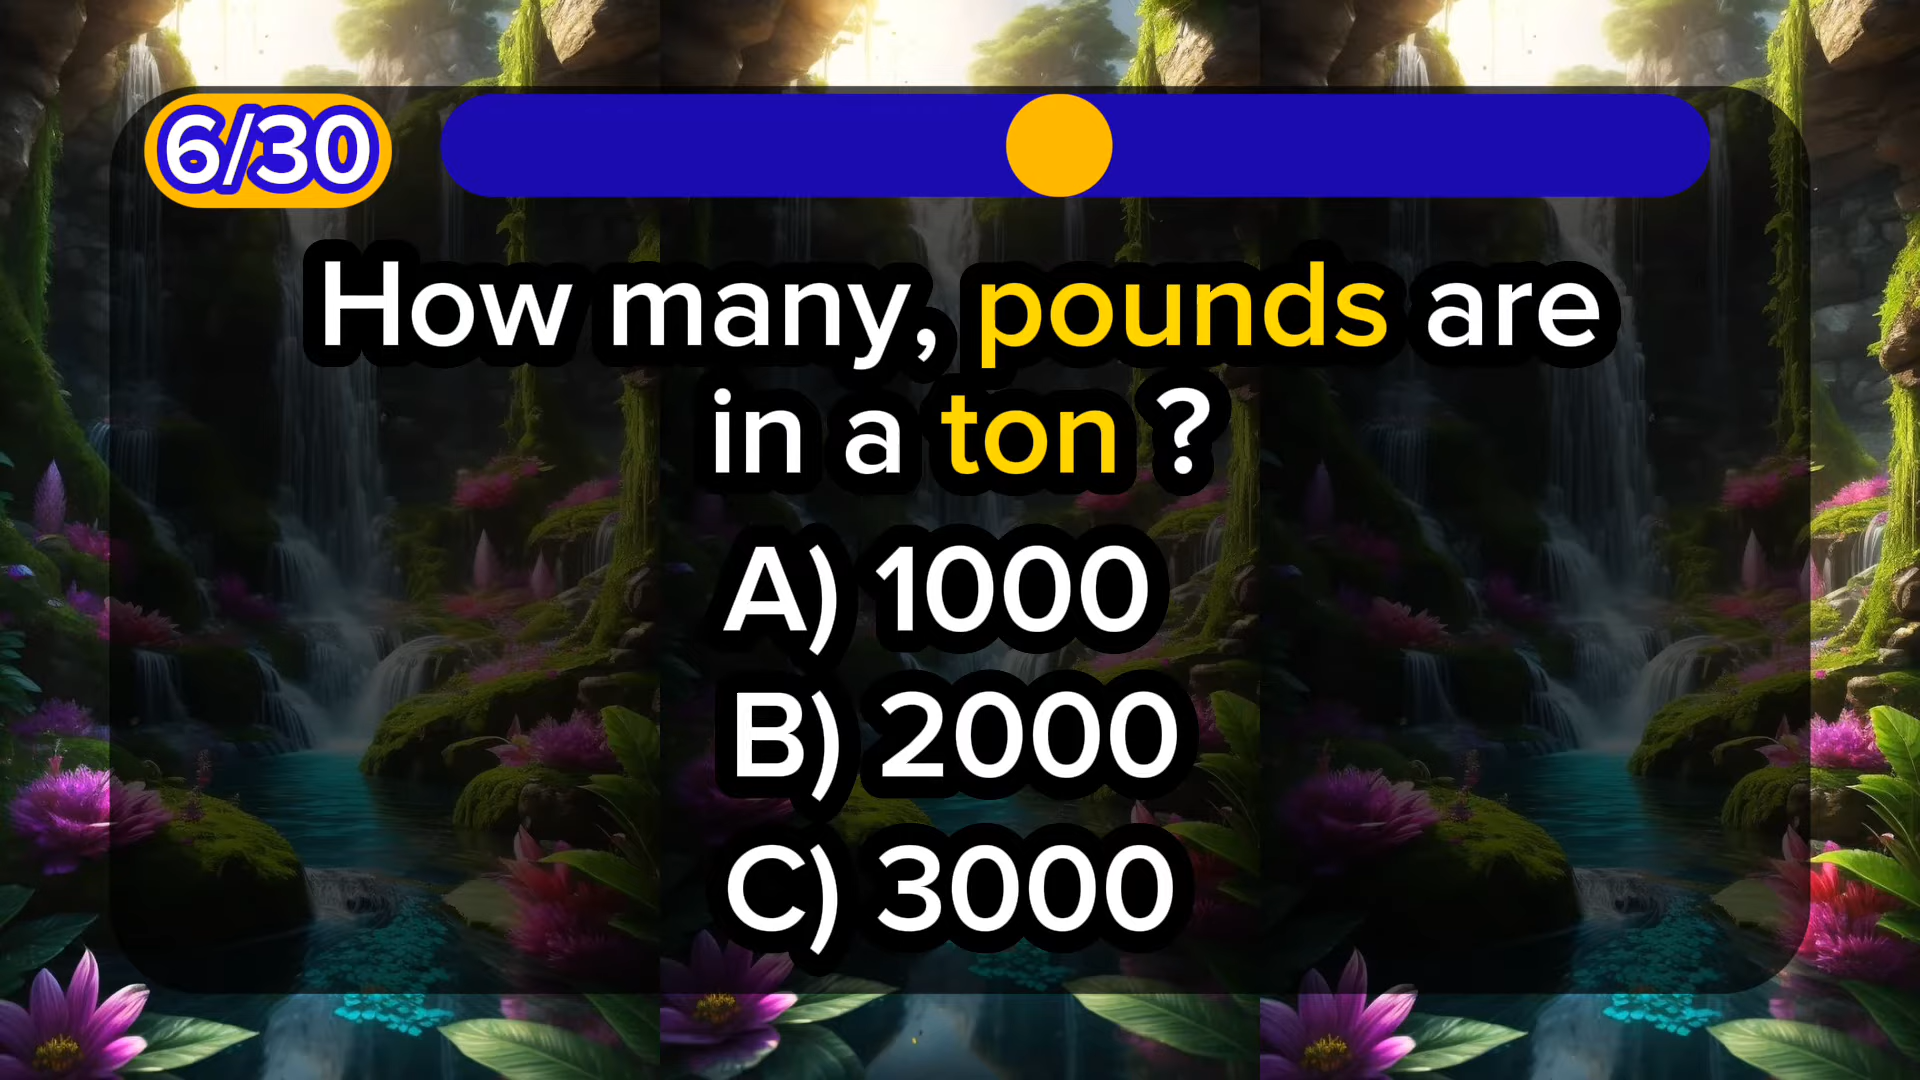 6/30
How many, pounds are
in a ton ?
A) 1000
B) 2000
C) 3000